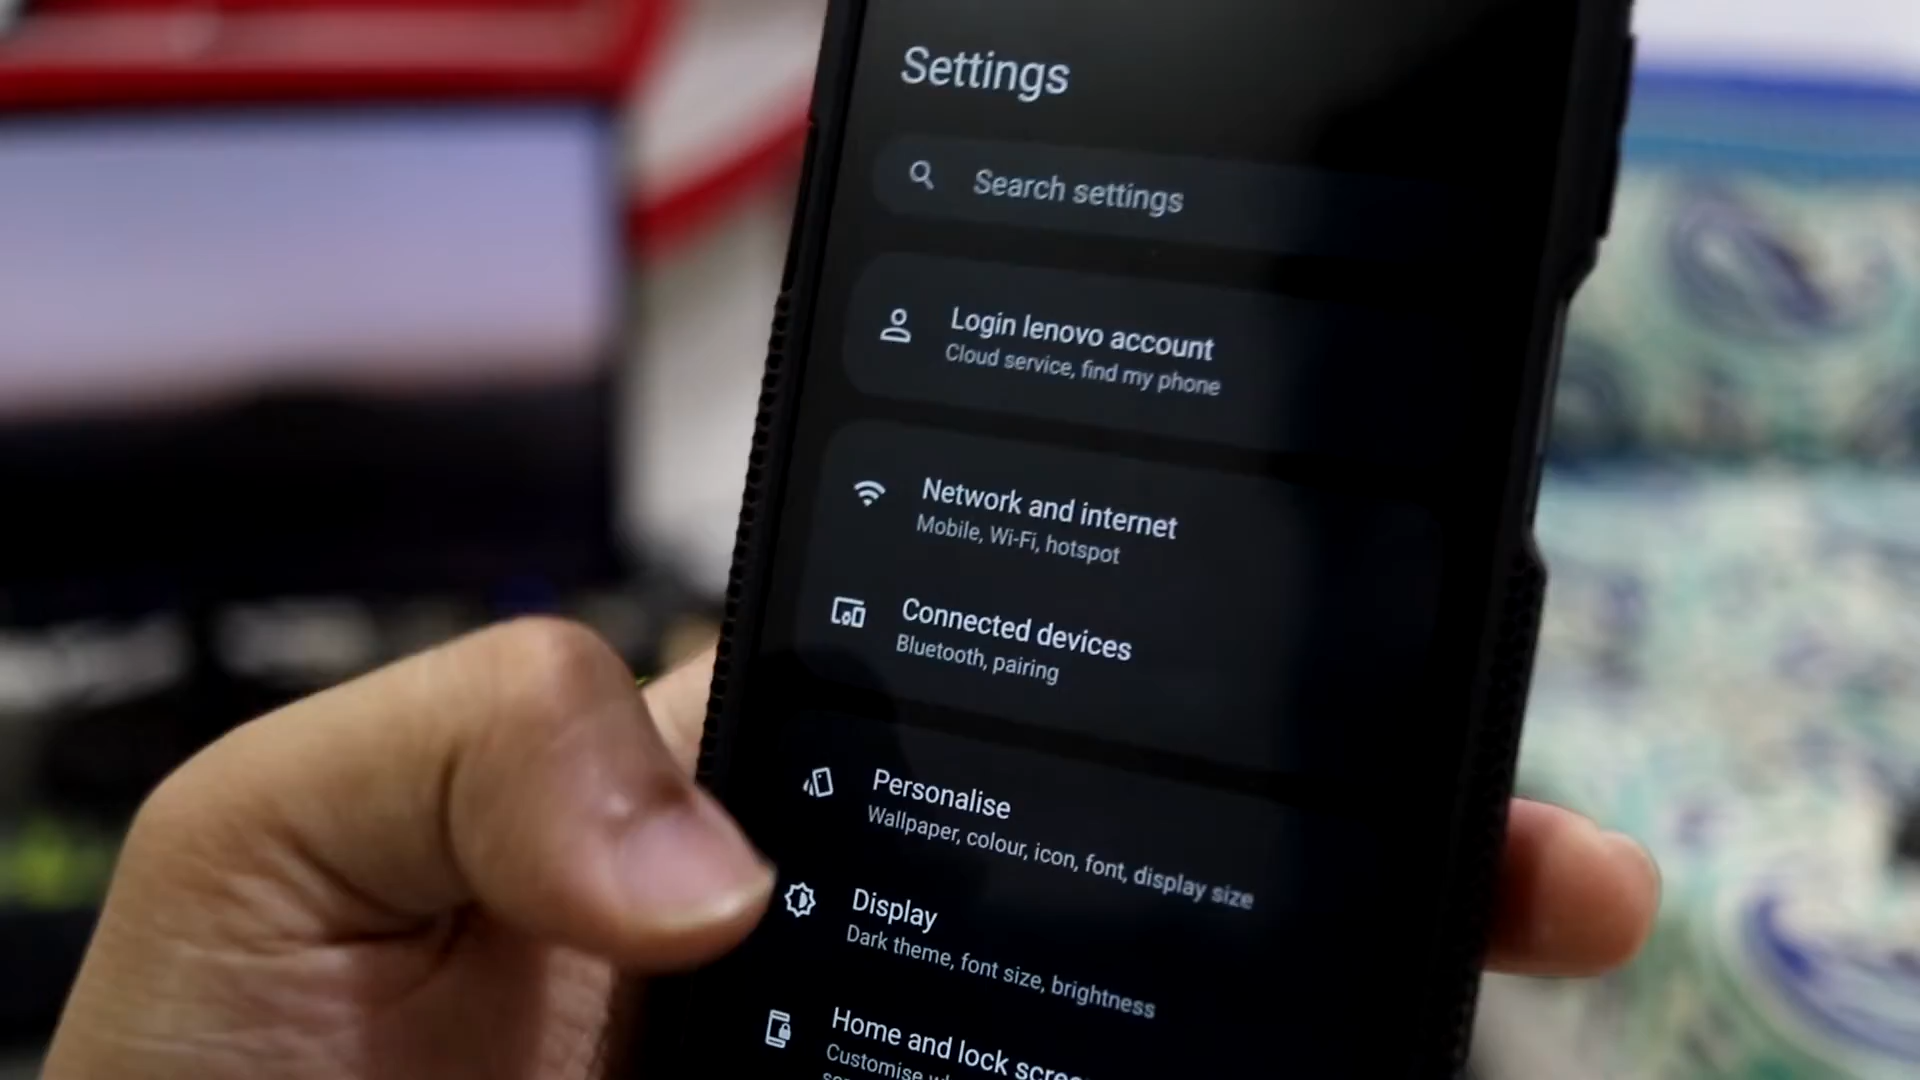 Settings
Search settings
Login lenovo account
Cloud service, find my phone
Network and internet
Mobile, Wi-Fi, hotspot
Connected devices
Bluetooth, pairing
Personalise
Wallpaper, colour, icon, font, display size
Display
Dark theme, font size, brightness
Home and lock
Customise